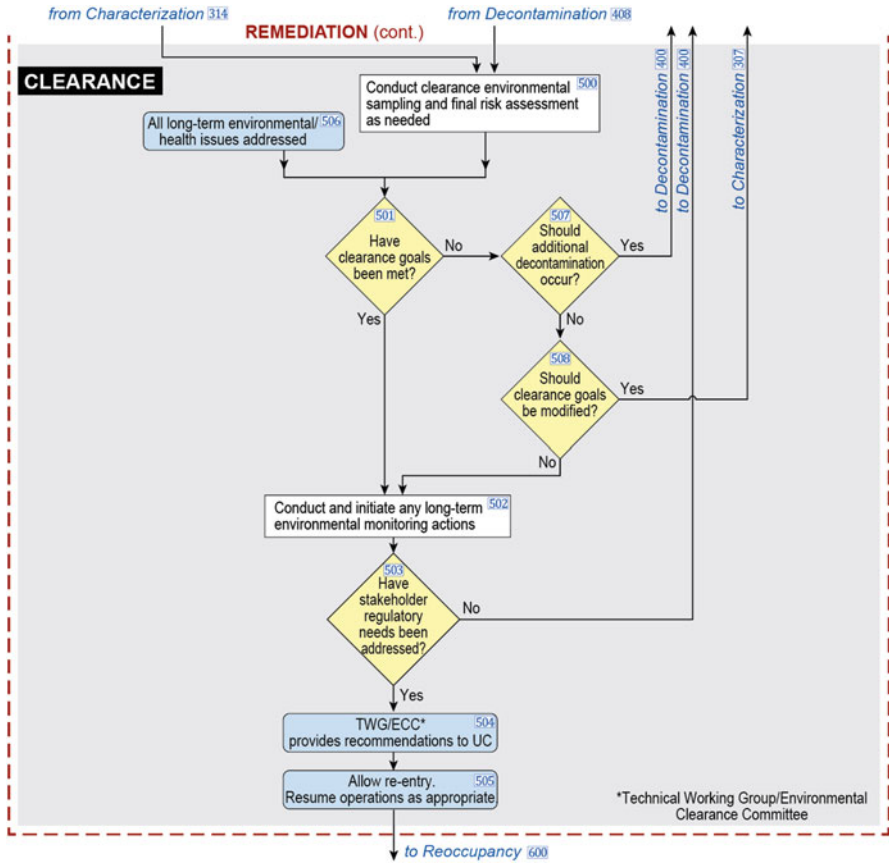 from Characterization 314
from Decontamination 408
REMEDIATION (cont.)
CLEARANCE
Conduct clearance environmental 500
sampling and final risk assessment
as needed
All long-term environmental/ 506
health issues addressed
to Decontamination 400
to Decontamination 400
to Characterization 307
501
Have
clearance goals
been met?
No
Yes
507
Should
additional
decontamination
occur?
Yes
No
508
Should
clearance goals
be modified?
Yes
No
Conduct and initiate any long-term 502
environmental monitoring actions
503
Have
stakeholder
regulatory
needs been
addressed?
No
Yes
TWG/ECC* 504
provides recommendations to UC
Allow re-entry. 505
Resume operations as appropriate.
*Technical Working Group/Environmental
Clearance Committee
to Reoccupancy 600